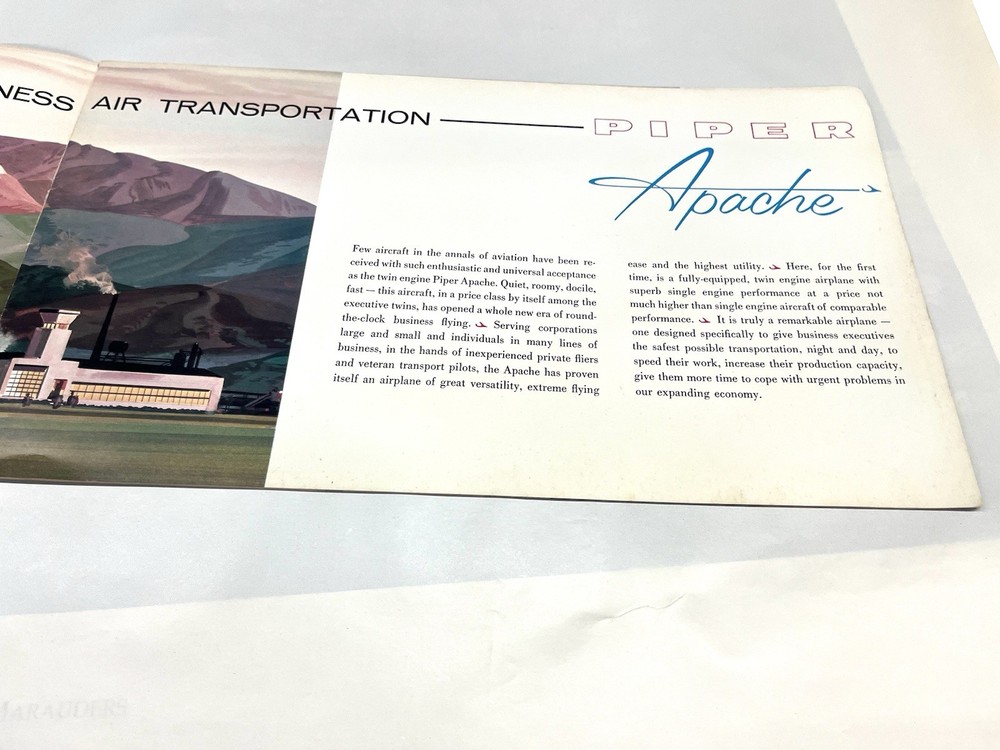 NESS AIR TRANSPORTATION
PIPER
Apache
Few aircraft in the annals of aviation have been re-
ceived with such enthusiastic and universal acceptance
as the twin engine Piper Apache. Quiet, roomy, docile,
fast — this aircraft, in a price class by itself among the
executive twins, has opened a whole new era of round-
the-clock business flying. Serving corporations
large and small and individuals in many lines of
business, in the hands of inexperienced private fliers
and veteran transport pilots, the Apache has proven
itself an airplane of great versatility, extreme flying
ease and the highest utility. Here, for the first
time, is a fully-equipped, twin engine airplane with
superb single engine performance at a price not
much higher than single engine aircraft of comparable
performance. It is truly a remarkable airplane —
one designed specifically to give business executives
the safest possible transportation, night and day, to
speed their work, increase their production capacity,
give them more time to cope with urgent problems in
our expanding economy.
MARAUDERS